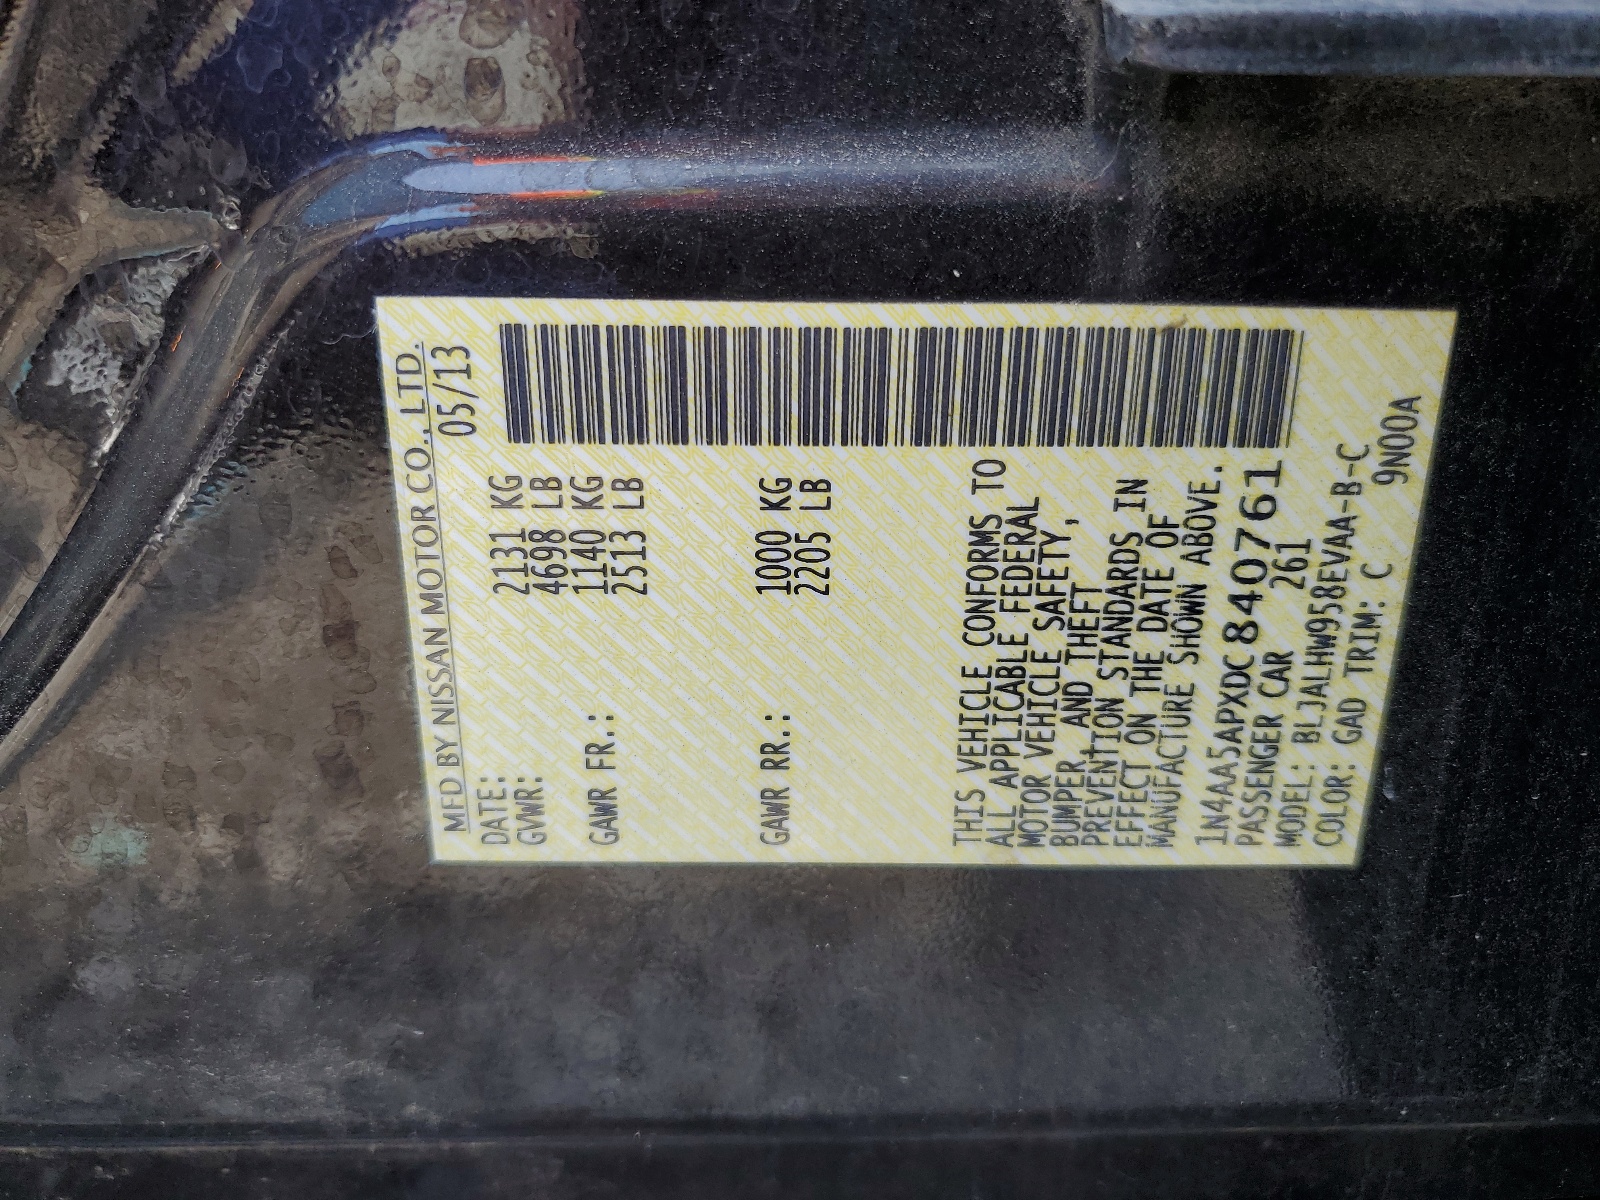 MFD BY NISSAN MOTOR CO., LTD.
DATE: 05/13
GVWR: 2131 KG
4698 LB
GAWR FR.: 1140 KG
2513 LB
GAWR RR.: 1000 KG
2205 LB
THIS VEHICLE CONFORMS TO
ALL APPLICABLE FEDERAL
MOTOR VEHICLE SAFETY,
BUMPER, AND THEFT
PREVENTION STANDARDS IN
EFFECT ON THE DATE OF
MANUFACTURE SHOWN ABOVE.
1N4AA5APXDC840761
PASSENGER CAR 261
MODEL: BLJALHW958EVAA-B-C
COLOR: GAD TRIM: C 9N00A